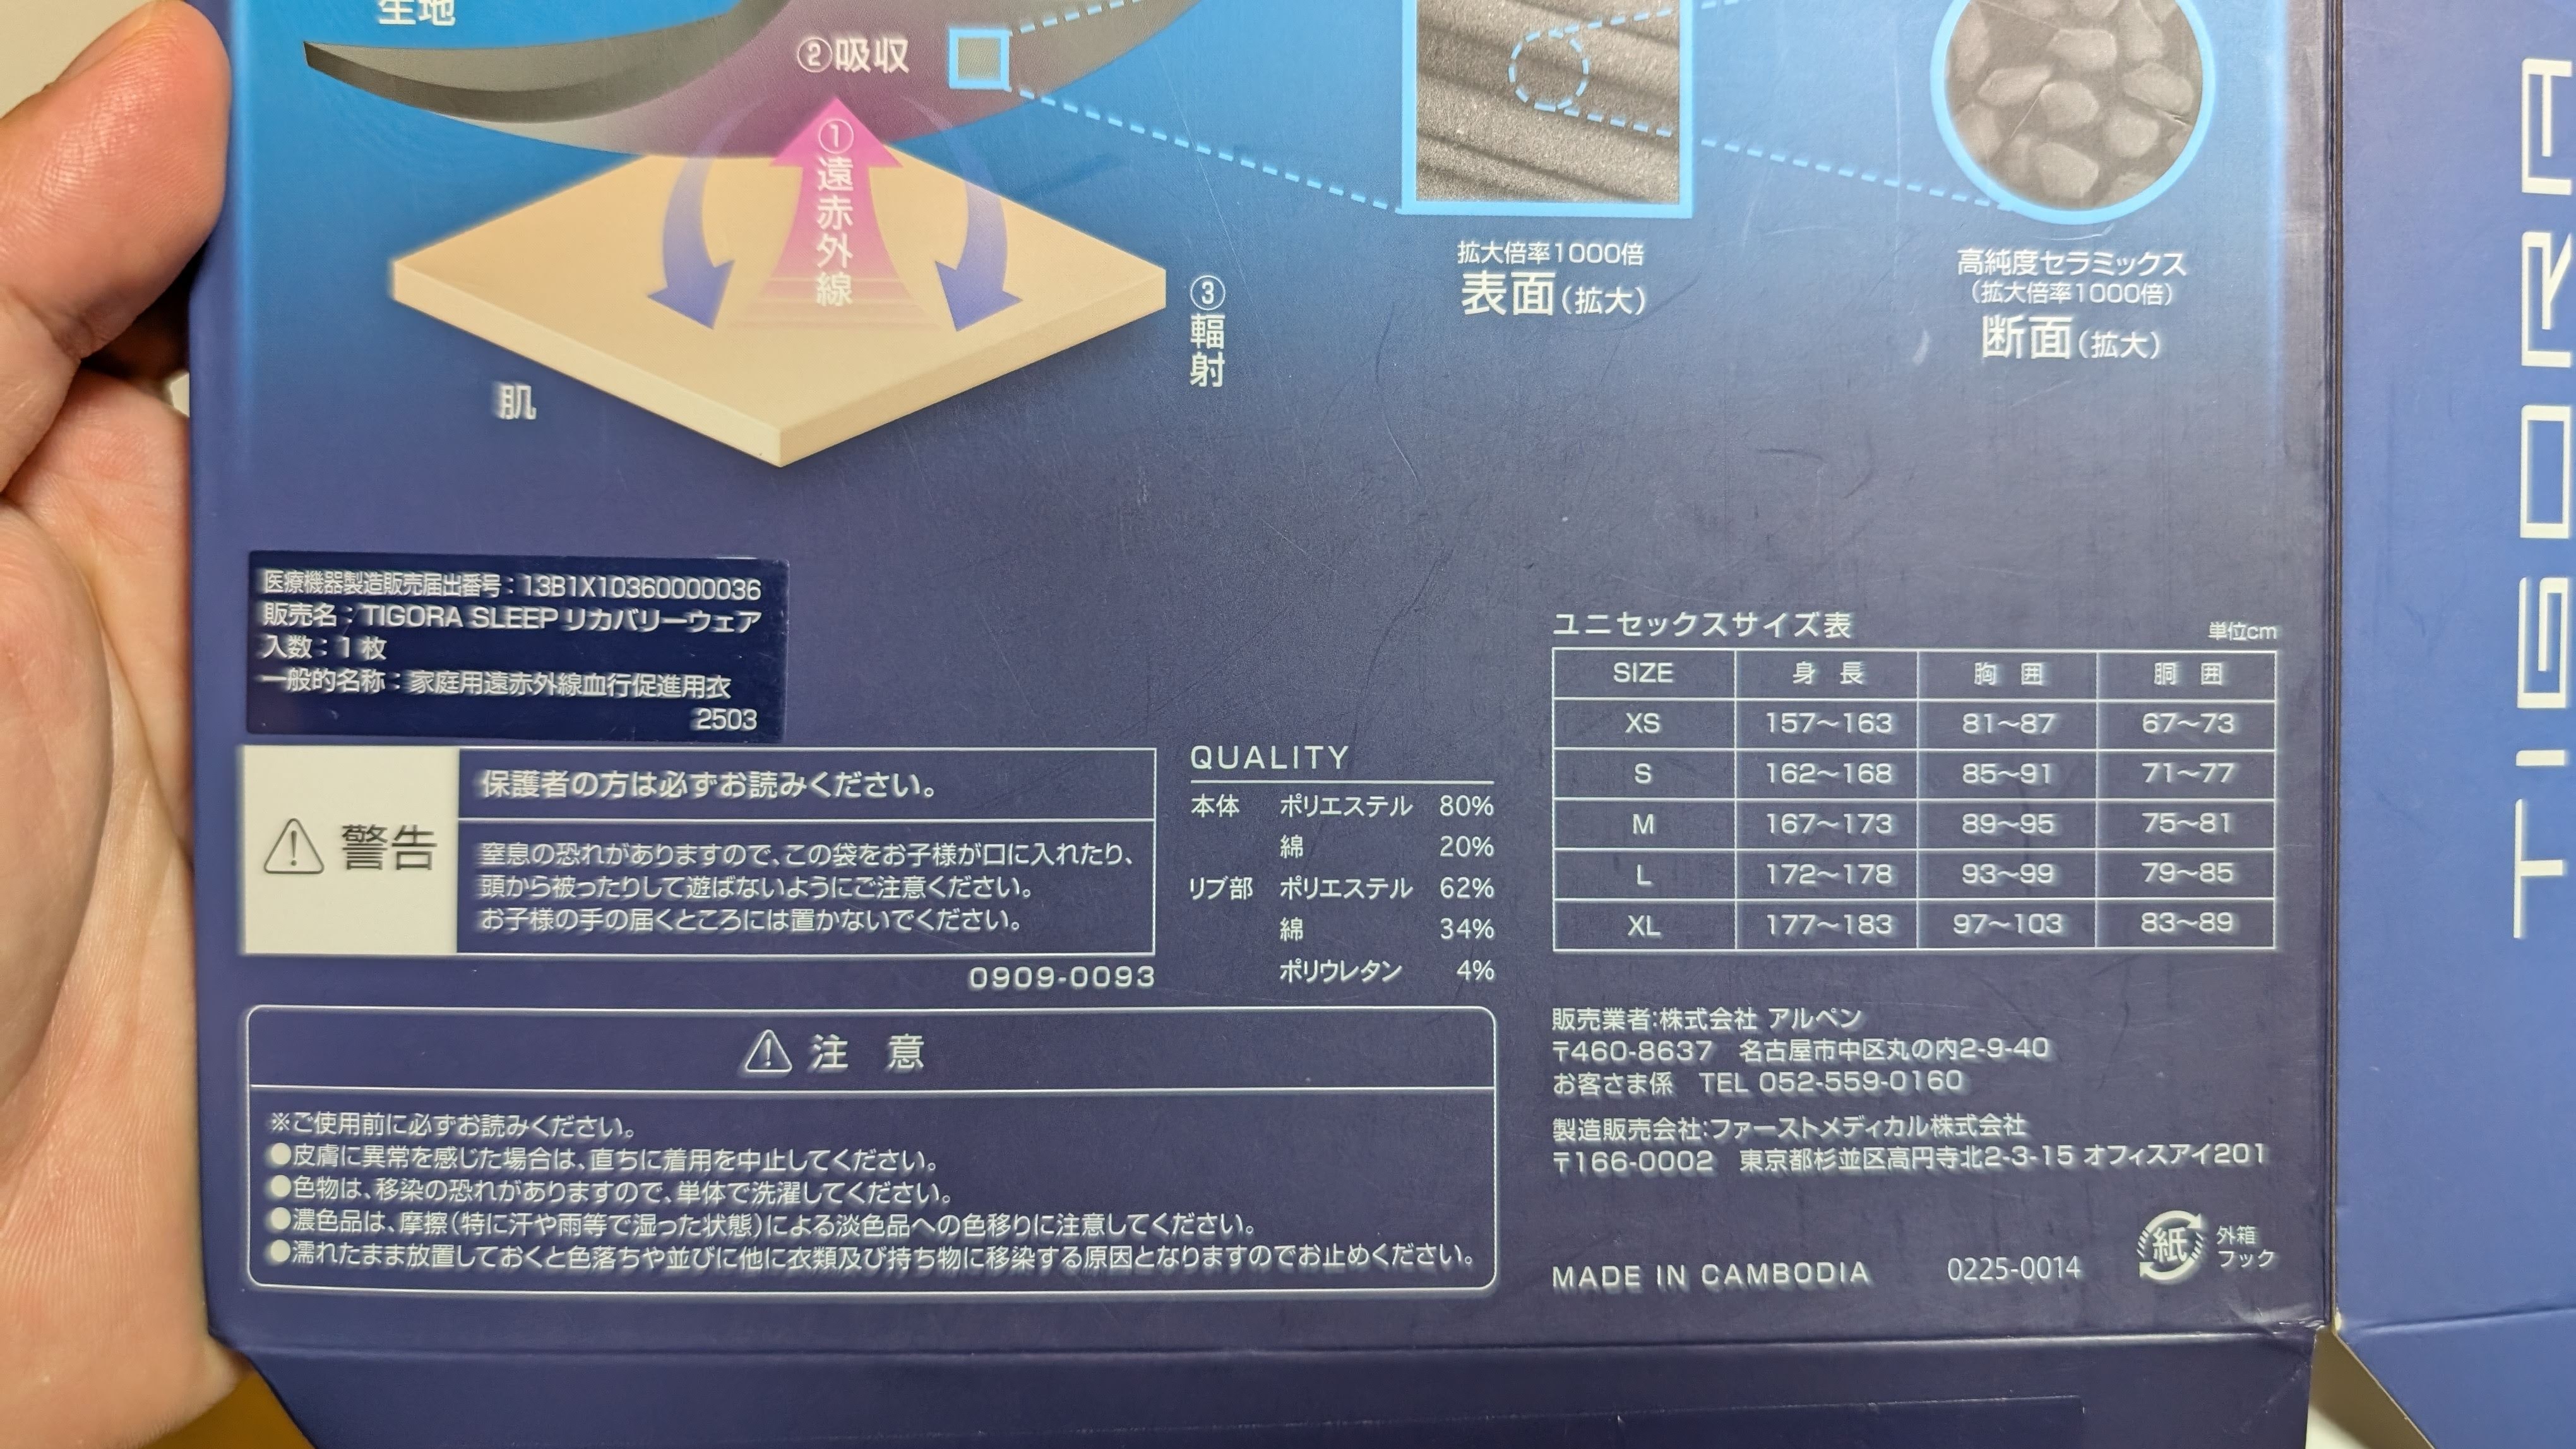 生地
②吸収
①遠赤外線
③輻射
肌
拡大倍率1000倍
表面(拡大)
高純度セラミックス
(拡大倍率1000倍)
断面(拡大)
医療機器製造販売届出番号:13B1X10360000036
販売名:TIGORA SLEEPリカバリーウェア
入数:1枚
一般的名称:家庭用遠赤外線血行促進用衣
2503
⚠警告
保護者の方は必ずお読みください。
窒息の恐れがありますので、この袋をお子様が口に入れたり、
頭から被ったりして遊ばないようにご注意ください。
お子様の手の届くところには置かないでください。
0909-0093
QUALITY
本体 ポリエステル 80%
綿 20%
リブ部 ポリエステル 62%
綿 34%
ポリウレタン 4%
ユニセックスサイズ表 単位cm
SIZE 身長 胸囲 胴囲
XS 157〜163 81〜87 67〜73
S 162〜168 85〜91 71〜77
M 167〜173 89〜95 75〜81
L 172〜178 93〜99 79〜85
XL 177〜183 97〜103 83〜89
⚠注意
※ご使用前に必ずお読みください。
●皮膚に異常を感じた場合は、直ちに着用を中止してください。
●色物は、移染の恐れがありますので、単体で洗濯してください。
●濃色品は、摩擦(特に汗や雨等で湿った状態)による淡色品への色移りに注意してください。
●濡れたまま放置しておくと色落ちや並びに他に衣類及び持ち物に移染する原因となりますのでお止めください。
販売業者:株式会社 アルペン
〒460-8637 名古屋市中区丸の内2-9-40
お客さま係 TEL 052-559-0160
製造販売会社:ファーストメディカル株式会社
〒166-0002 東京都杉並区高円寺北2-3-15 オフィスアイ201
MADE IN CAMBODIA 0225-0014
紙 外箱
フック
TIGORA